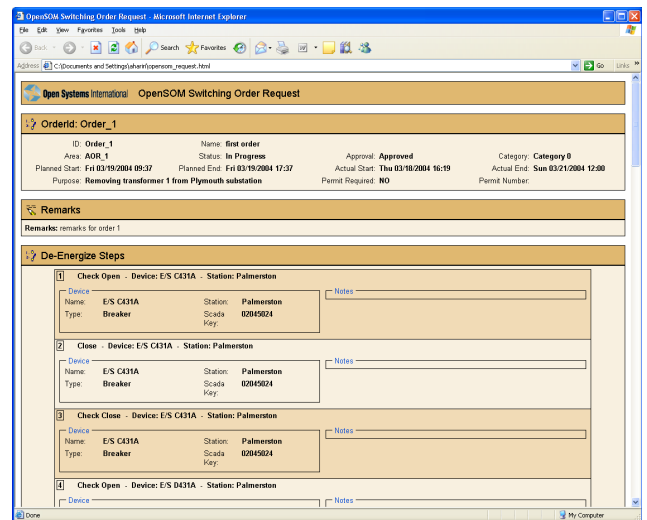 OpenSOM Switching Order Request - Microsoft Internet Explorer
File Edit View Favorites Tools Help
Back Search Favorites
Address C:\Documents and Settings\aharin\opensom_request.html Go Links »
Open Systems International OpenSOM Switching Order Request
OrderId: Order_1
ID: Order_1 Name: first order
Area: AOR_1 Status: In Progress Approval: Approved Category: Category 0
Planned Start: Fri 03/19/2004 09:37 Planned End: Fri 03/19/2004 17:37 Actual Start: Thu 03/18/2004 16:19 Actual End: Sun 03/21/2004 12:00
Purpose: Removing transformer 1 from Plymouth substation Permit Required: NO Permit Number:
Remarks
Remarks: remarks for order 1
De-Energize Steps
1 Check Open - Device: E/S C431A - Station: Palmerston
Device Notes
Name: E/S C431A Station: Palmerston
Type: Breaker Scada 02045024
Key:
2 Close - Device: E/S C431A - Station: Palmerston
Device Notes
Name: E/S C431A Station: Palmerston
Type: Breaker Scada 02045024
Key:
3 Check Close - Device: E/S C431A - Station: Palmerston
Device Notes
Name: E/S C431A Station: Palmerston
Type: Breaker Scada 02045024
Key:
4 Check Open - Device: E/S D431A - Station: Palmerston
Device Notes
Done My Computer